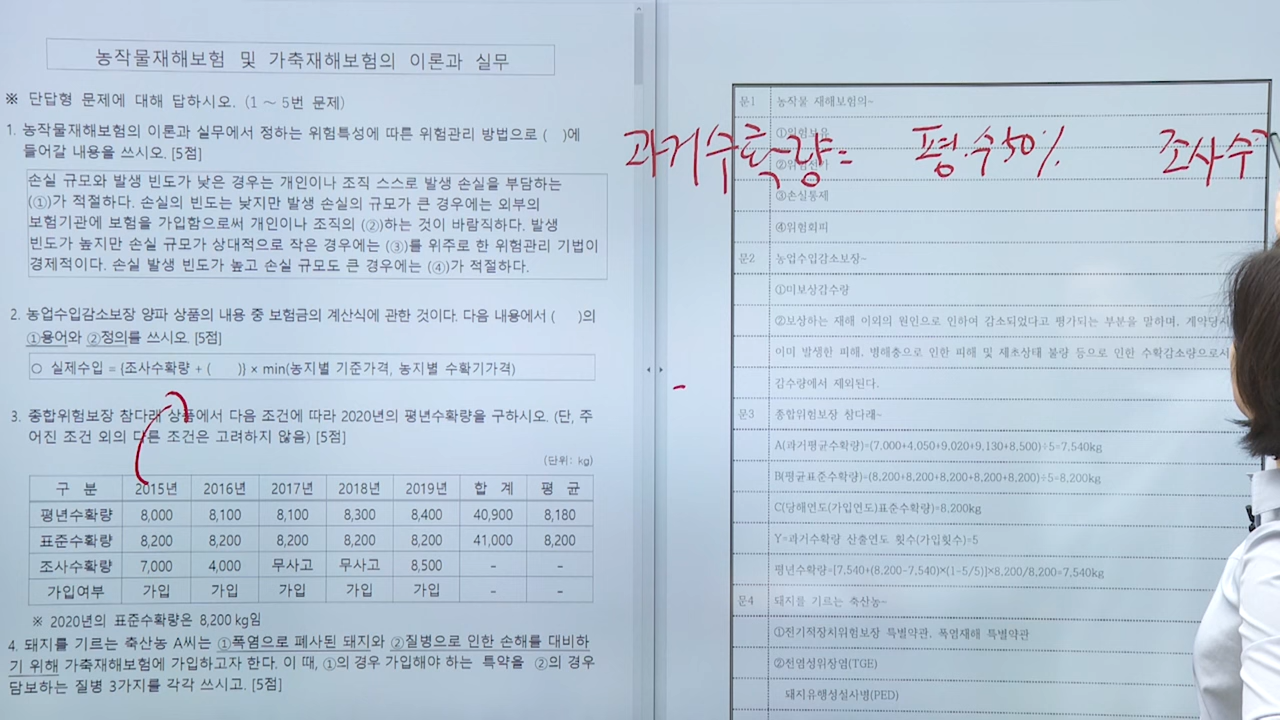 농작물재해보험 및 가축재해보험의 이론과 실무
※ 단답형 문제에 대해 답하시오. (1 ~ 5번 문제)
1. 농작물재해보험의 이론과 실무에서 정하는 위험특성에 따른 위험관리 방법으로 ( )에
들어갈 내용을 쓰시오. [5점]
손실 규모와 발생 빈도가 낮은 경우는 개인이나 조직 스스로 발생 손실을 부담하는
(①)가 적절하다. 손실의 빈도는 낮지만 발생 손실의 규모가 큰 경우에는 외부의
보험기관에 보험을 가입함으로써 개인이나 조직의 (②)하는 것이 바람직하다. 발생
빈도가 높지만 손실 규모가 상대적으로 작은 경우에는 (③)를 위주로 한 위험관리 기법이
경제적이다. 손실 발생 빈도가 높고 손실 규모도 큰 경우에는 (④)가 적절하다.
2. 농업수입감소보장 양파 상품의 내용 중 보험금의 계산식에 관한 것이다. 다음 내용에서 ( )의
①용어와 ②정의를 쓰시오. [5점]
○ 실제수입 = {조사수확량 + ( )} × min(농지별 기준가격, 농지별 수확기가격)
3. 종합위험보장 참다래 상품에서 다음 조건에 따라 2020년의 평년수확량을 구하시오. (단, 주
어진 조건 외의 다른 조건은 고려하지 않음) [5점]
(단위: kg)
구 분 2015년 2016년 2017년 2018년 2019년 합 계 평 균
평년수확량 8,000 8,100 8,100 8,300 8,400 40,900 8,180
표준수확량 8,200 8,200 8,200 8,200 8,200 41,000 8,200
조사수확량 7,000 4,000 무사고 무사고 8,500 - -
가입여부 가입 가입 가입 가입 가입 - -
※ 2020년의 표준수확량은 8,200 kg임
4. 돼지를 기르는 축산농 A씨는 ①폭염으로 폐사된 돼지와 ②질병으로 인한 손해를 대비하
기 위해 가축재해보험에 가입하고자 한다. 이 때, ①의 경우 가입해야 하는 특약을 ②의 경우
담보하는 질병 3가지를 각각 쓰시고. [5점]
과거수확량= 평.수50% 조사수
문1 농작물 재해보험의~
①위험보유
②위험전가
③손실통제
④위험회피
문2 농업수입감소보장~
①미보상감수량
②보상하는 재해 이외의 원인으로 인하여 감소되었다고 평가되는 부분을 말하며, 계약당시
이미 발생한 피해, 병해충으로 인한 피해 및 제초상태 불량 등으로 인한 수확감소량으로서
감수량에서 제외된다.
문3 종합위험보장 참다래~
A(과거평균수확량)=(7,000+4,050+9,020+9,130+8,500)÷5=7,540kg
B(평균표준수확량)=(8,200+8,200+8,200+8,200+8,200)÷5=8,200kg
C(당해연도(가입연도)표준수확량)=8,200kg
Y=과거수확량 산출연도 횟수(가입횟수)=5
평년수확량=[7,540+(8,200-7,540)×(1-5/5)]×8,200/8,200=7,540kg
문4 돼지를 기르는 축산농~
①전기적장치위험보장 특별약관, 폭염재해 특별약관
②전염성위장염(TGE)
돼지유행성설사병(PED)